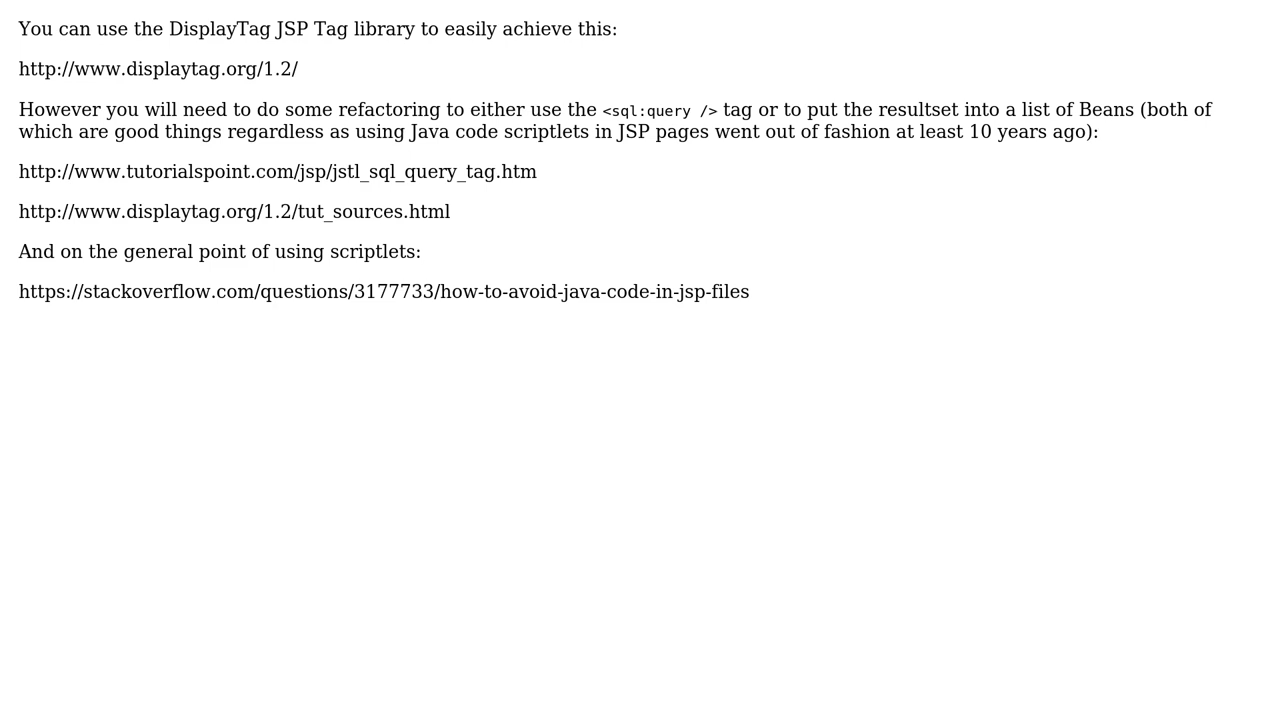 You can use the DisplayTag JSP Tag library to easily achieve this:
http://www.displaytag.org/1.2/
However you will need to do some refactoring to either use the <sql:query /> tag or to put the resultset into a list of Beans (both of
which are good things regardless as using Java code scriptlets in JSP pages went out of fashion at least 10 years ago):
http://www.tutorialspoint.com/jsp/jstl_sql_query_tag.htm
http://www.displaytag.org/1.2/tut_sources.html
And on the general point of using scriptlets:
https://stackoverflow.com/questions/3177733/how-to-avoid-java-code-in-jsp-files